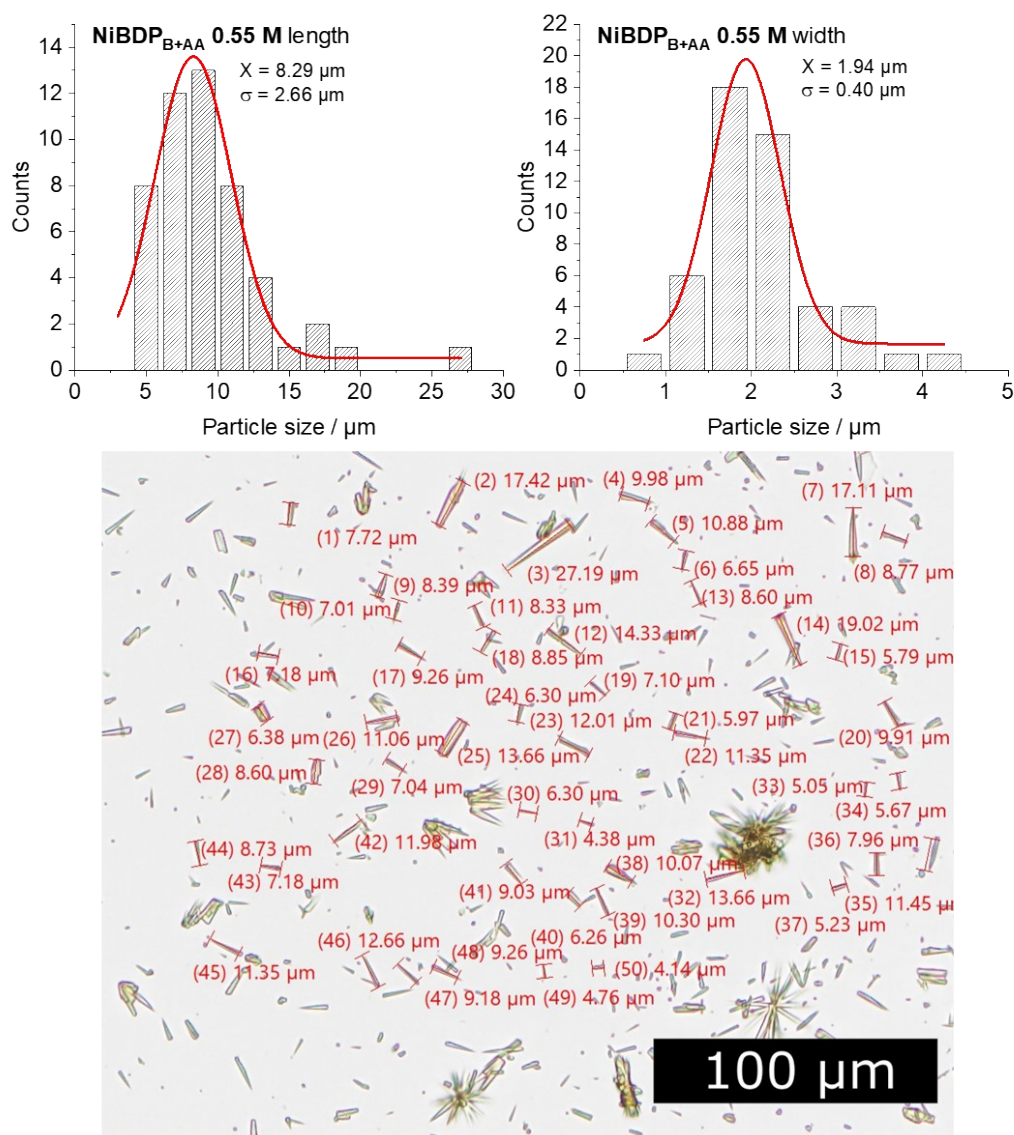 NiBDP_B+AA 0.55 M length
X = 8.29 µm
σ = 2.66 µm
Counts
14
12
10
8
6
4
2
0
0 5 10 15 20 25 30
Particle size / µm
NiBDP_B+AA 0.55 M width
X = 1.94 µm
σ = 0.40 µm
Counts
22
20
18
16
14
12
10
8
6
4
2
0
1 2 3 4 5
Particle size / µm
(1) 7.72 µm
(2) 17.42 µm
(3) 27.19 µm
(4) 9.98 µm
(5) 10.88 µm
(6) 6.65 µm
(7) 17.11 µm
(8) 8.77 µm
(9) 8.39 µm
(10) 7.01 µm
(11) 8.33 µm
(12) 14.33 µm
(13) 8.60 µm
(14) 19.02 µm
(15) 5.79 µm
(16) 7.18 µm
(17) 9.26 µm
(18) 8.85 µm
(19) 7.10 µm
(20) 9.91 µm
(21) 5.97 µm
(22) 11.35 µm
(23) 12.01 µm
(24) 6.30 µm
(25) 13.66 µm
(26) 11.06 µm
(27) 6.38 µm
(28) 8.60 µm
(29) 7.04 µm
(30) 6.30 µm
(31) 4.38 µm
(32) 13.66 µm
(33) 5.05 µm
(34) 5.67 µm
(35) 11.45 µm
(36) 7.96 µm
(37) 5.23 µm
(38) 10.07 µm
(39) 10.30 µm
(40) 6.26 µm
(41) 9.03 µm
(42) 11.98 µm
(43) 7.18 µm
(44) 8.73 µm
(45) 11.35 µm
(46) 12.66 µm
(47) 9.18 µm
(48) 9.26 µm
(49) 4.76 µm
(50) 4.14 µm
100 µm